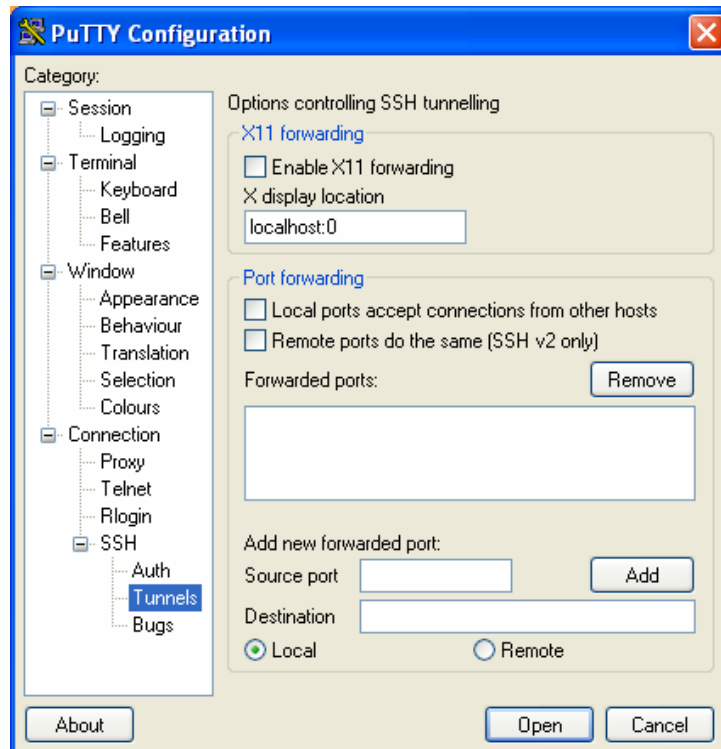 PuTTY Configuration
Category:
Session
Logging
Terminal
Keyboard
Bell
Features
Window
Appearance
Behaviour
Translation
Selection
Colours
Connection
Proxy
Telnet
Rlogin
SSH
Auth
Tunnels
Bugs
Options controlling SSH tunnelling
X11 forwarding
Enable X11 forwarding
X display location
localhost:0
Port forwarding
Local ports accept connections from other hosts
Remote ports do the same (SSH v2 only)
Forwarded ports:
Remove
Add new forwarded port:
Source port
Add
Destination
Local
Remote
About
Open
Cancel